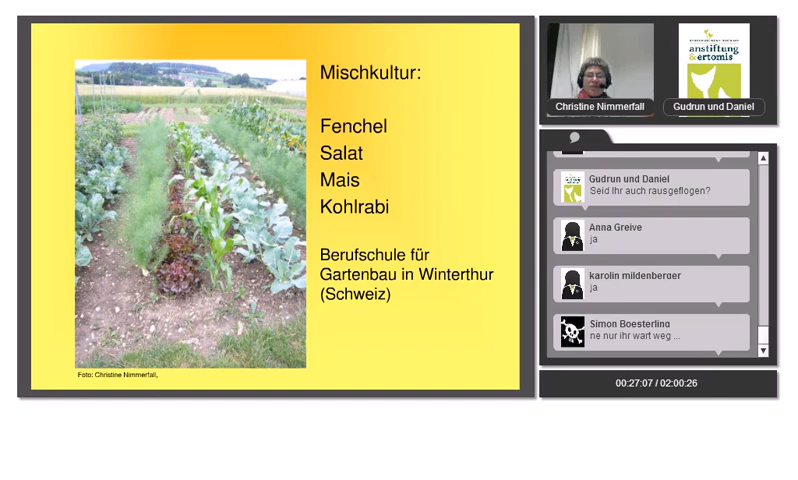 Mischkultur:
Fenchel
Salat
Mais
Kohlrabi
Berufschule für
Gartenbau in Winterthur
(Schweiz)
Foto: Christine Nimmerfall,
anstiftung
& ertomis
Christine Nimmerfall
Gudrun und Daniel
Gudrun und Daniel
Seid Ihr auch rausgeflogen?
Anna Greive
ja
karolin mildenberger
ja
Simon Boesterling
ne nur ihr wart weg ...
00:27:07 / 02:00:26